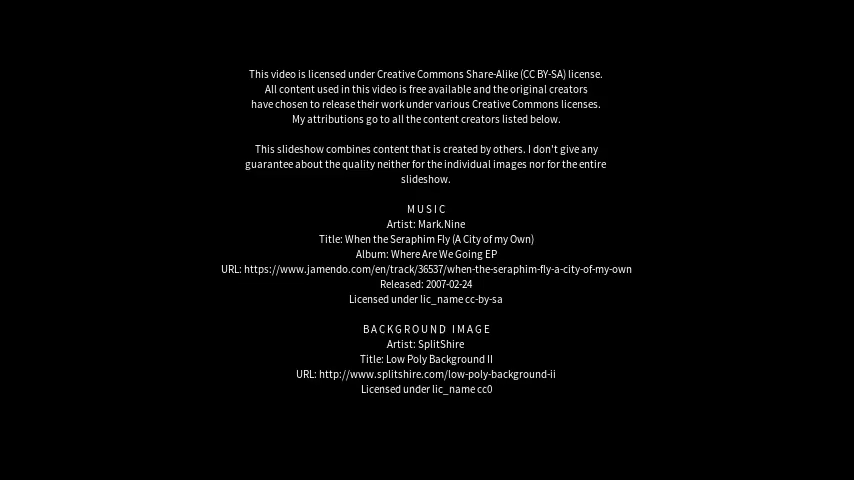 This video is licensed under Creative Commons Share-Alike (CC BY-SA) license.
All content used in this video is free available and the original creators
have chosen to release their work under various Creative Commons licenses.
My attributions go to all the content creators listed below.
This slideshow combines content that is created by others. I don't give any
guarantee about the quality neither for the individual images nor for the entire
slideshow.
MUSIC
Artist: Mark.Nine
Title: When the Seraphim Fly (A City of my Own)
Album: Where Are We Going EP
URL: https://www.jamendo.com/en/track/36537/when-the-seraphim-fly-a-city-of-my-own
Released: 2007-02-24
Licensed under lic_name cc-by-sa
BACKGROUND IMAGE
Artist: SplitShire
Title: Low Poly Background II
URL: http://www.splitshire.com/low-poly-background-ii
Licensed under lic_name cc0